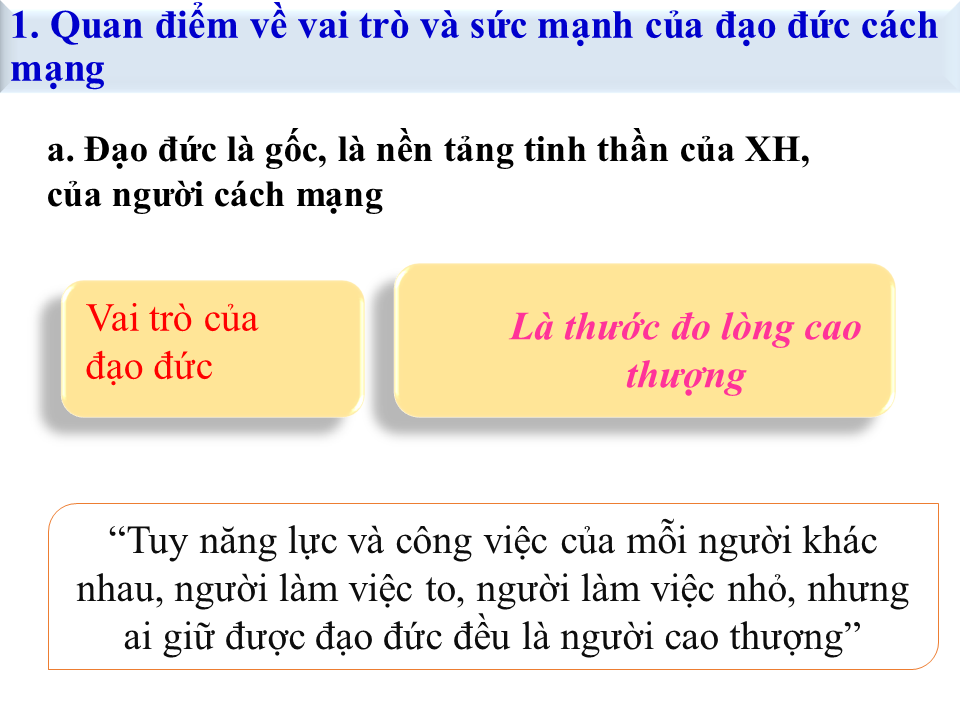 1. Quan điểm về vai trò và sức mạnh của đạo đức cách
mạng
a. Đạo đức là gốc, là nền tảng tinh thần của XH,
của người cách mạng
Vai trò của
đạo đức
Là thước đo lòng cao
thượng
“Tuy năng lực và công việc của mỗi người khác
nhau, người làm việc to, người làm việc nhỏ, nhưng
ai giữ được đạo đức đều là người cao thượng”